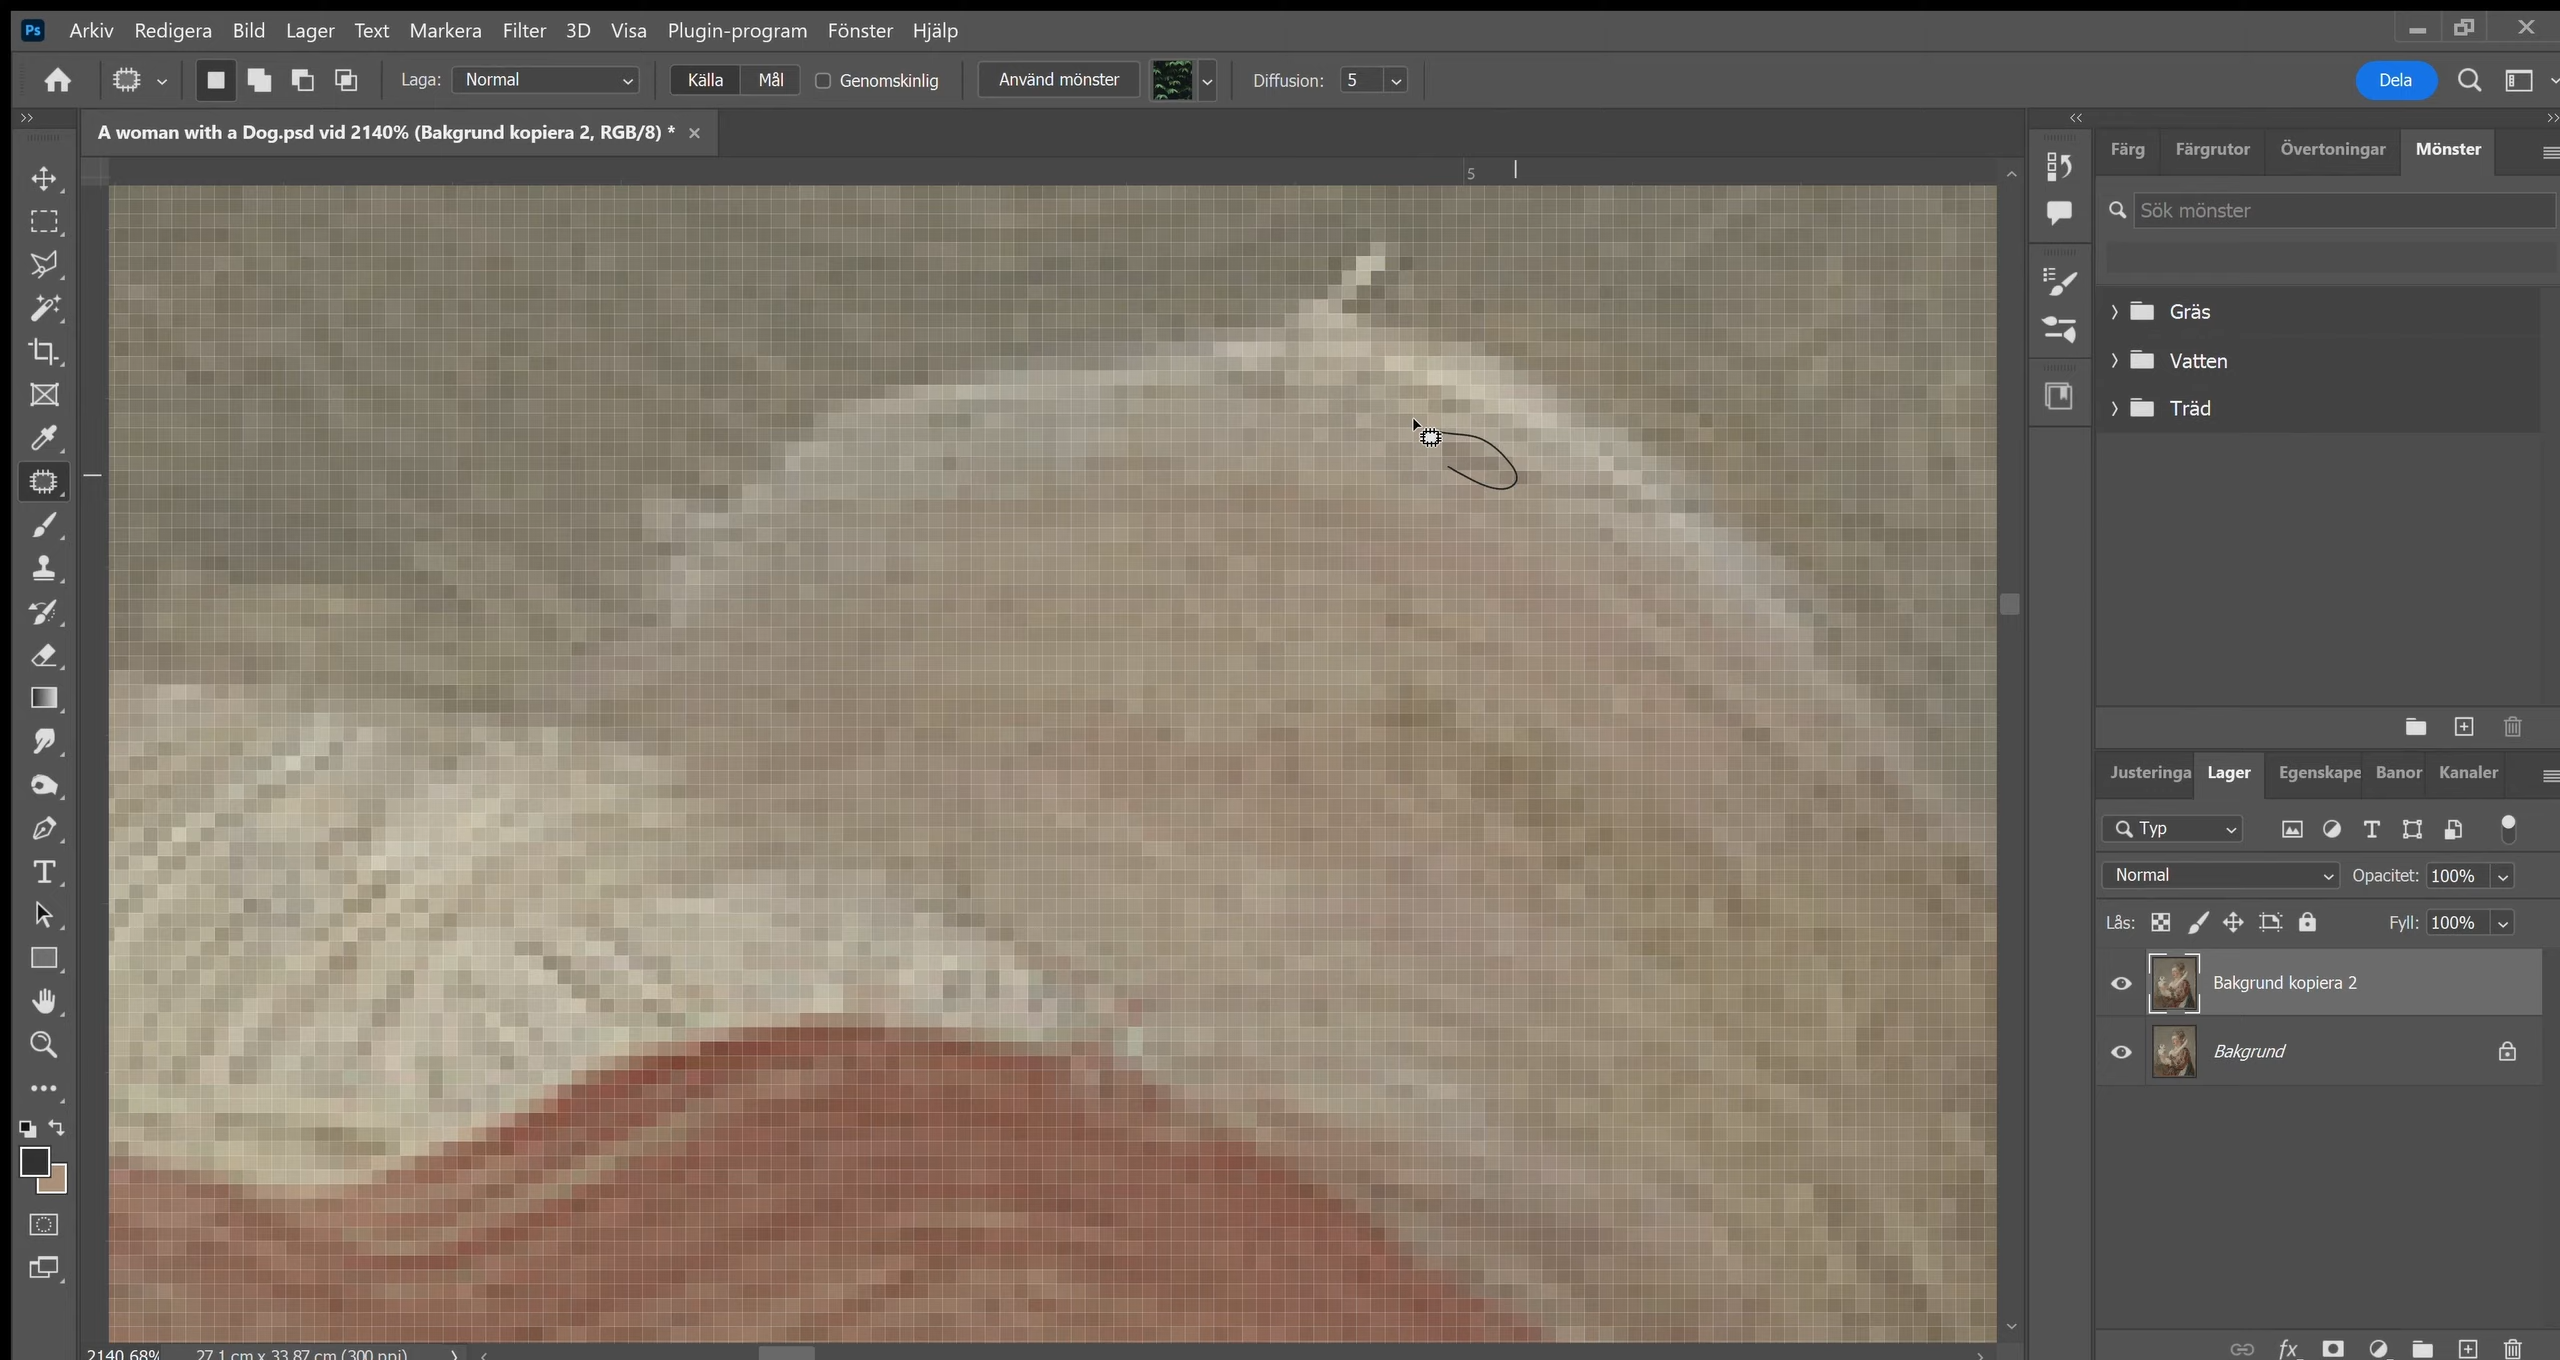 Ps Arkiv Redigera Bild Lager Text Markera Filter 3D Visa Plugin-program Fönster Hjälp
Laga: Normal Källa Mål Genomskinlig Använd mönster Diffusion: 5 Dela
A woman with a Dog.psd vid 2140% (Bakgrund kopiera 2, RGB/8) *
5
Färg Färgrutor Övertoningar Mönster
Sök mönster
Gräs
Vatten
Träd
Justeringa Lager Egenskape Banor Kanaler
Typ
Normal Opacitet: 100%
Lås: Fyll: 100%
Bakgrund kopiera 2
Bakgrund
fx
2140,68% 27,1 cm x 33,87 cm (300 ppi)